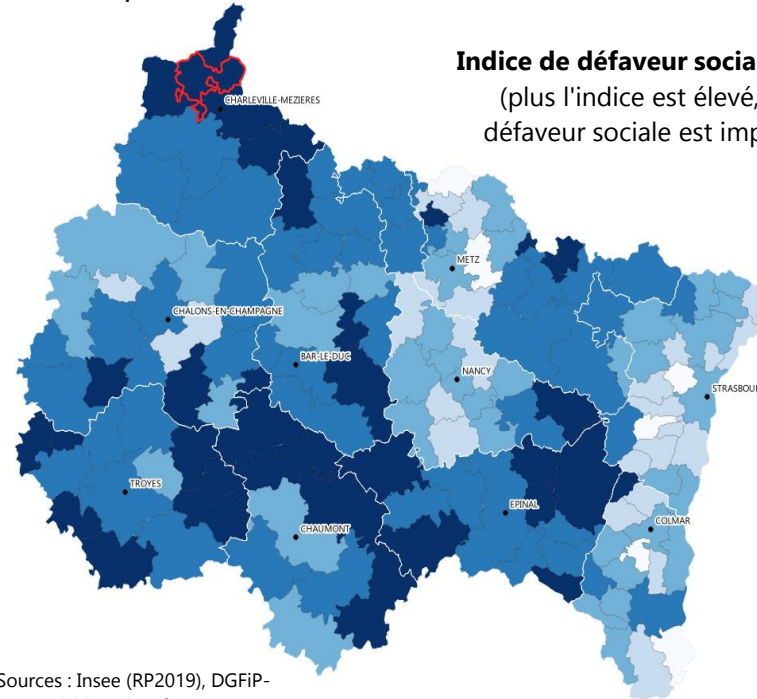 Indice de défaveur socia
(plus l'indice est élevé,
défaveur sociale est imp
CHARLEVILLE-MEZIERES
METZ
CHALONS-EN-CHAMPAGNE
BAR-LE-DUC
NANCY
STRASBOUR
TROYES
EPINAL
CHAUMONT
COLMAR
Sources : Insee (RP2019), DGFiP-